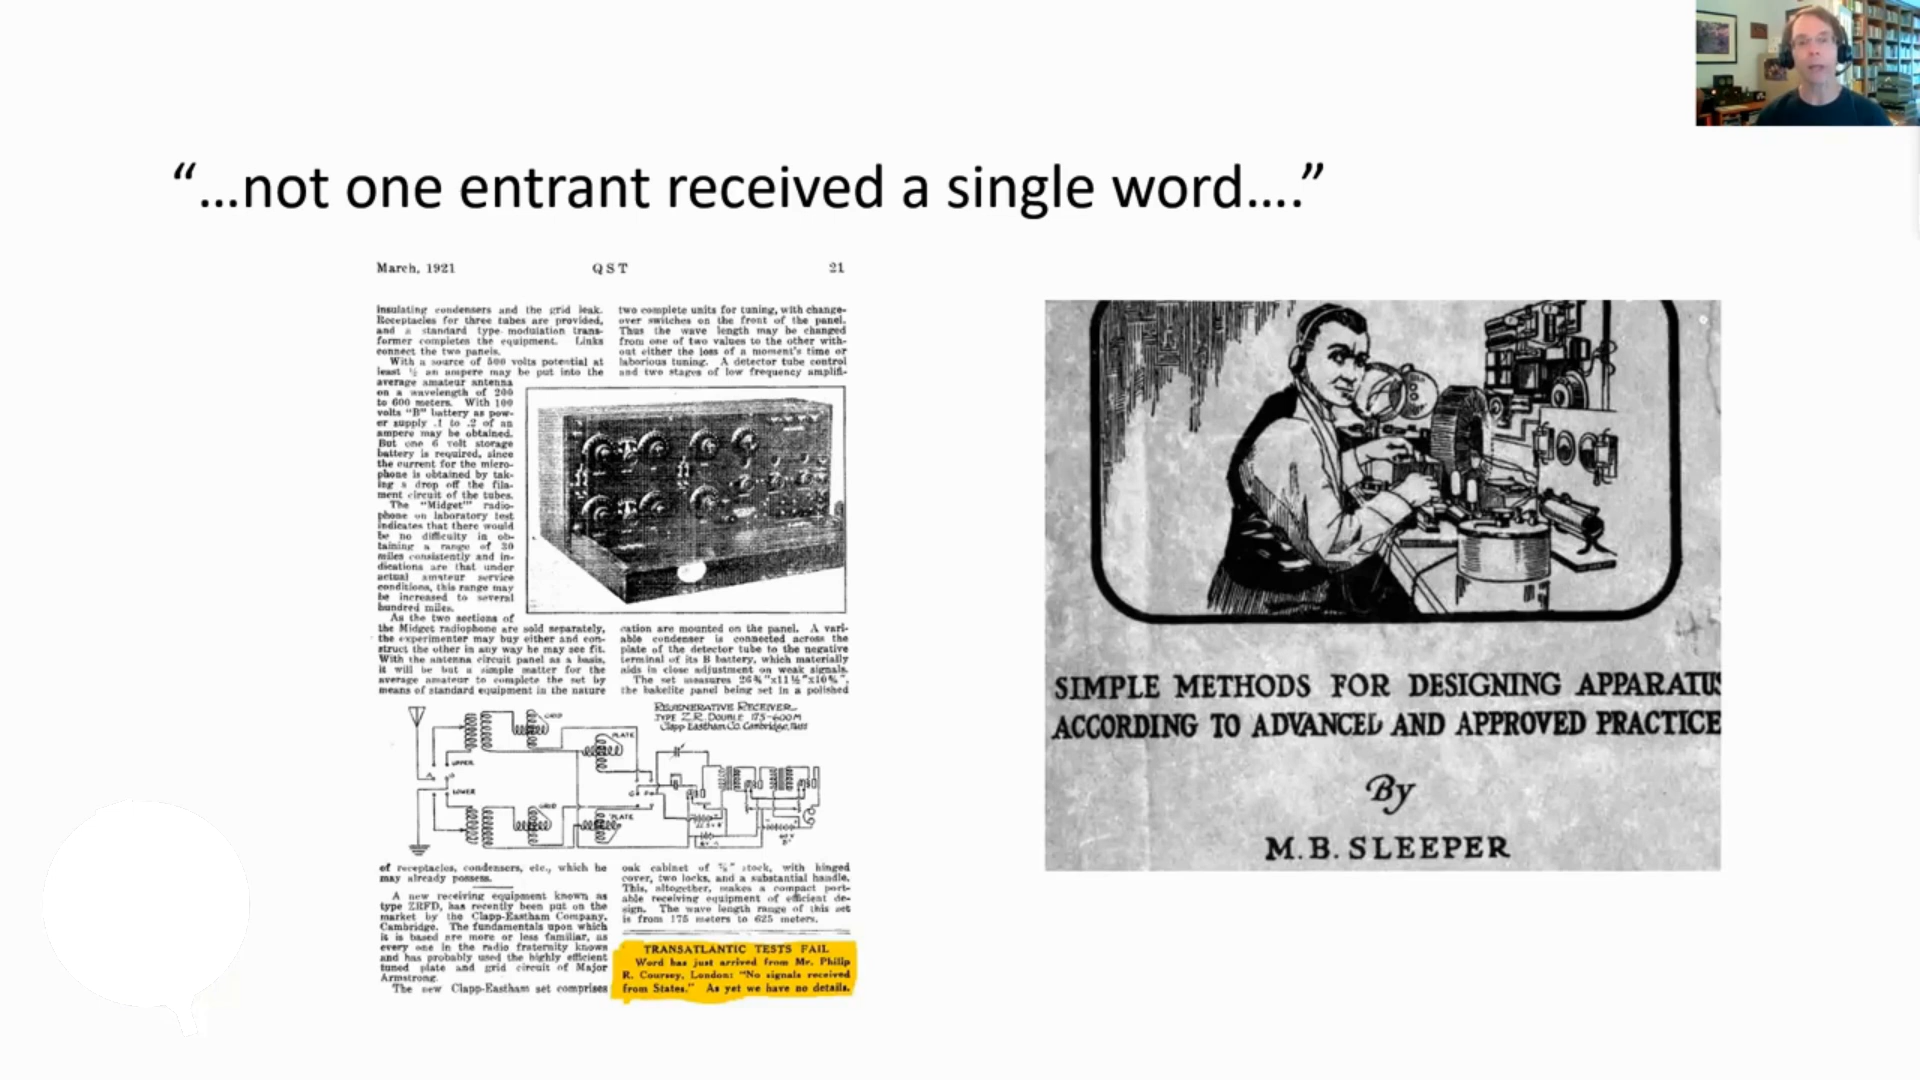 “...not one entrant received a single word....”
March, 1921 QST 21
insulating condensers and the grid leak.
Receptacles for three tubes are provided,
and a standard type modulation trans-
former completes the equipment. Links
connect the two panels.
With a source of 500 volts potential at
least ½ an ampere may be put into the
average amateur antenna
on a wavelength of 200
to 600 meters. With 100
volts "B" battery as pow-
er supply .1 to .2 of an
ampere may be obtained.
But one 6 volt storage
battery is required, since
the current for the micro-
phone is obtained by tak-
ing a drop off the fila-
ment circuit of the tubes.
The "Midget" radio-
phone on laboratory test
indicates that there would
be no difficulty in ob-
taining a range of 30
miles consistently and in-
dications are that under
actual amateur service
conditions, this range may
be increased to several
hundred miles.
As the two sections of
the Midget radiophone are sold separately,
the experimenter may buy either and con-
struct the other in any way he may see fit.
With the antenna circuit panel as a basis,
it will be but a simple matter for the
average amateur to complete the set by
means of standard equipment in the nature
two complete units for tuning, with change-
over switches on the front of the panel.
Thus the wave length may be changed
from one of two values to the other with-
out either the loss of a moment's time or
laborious tuning. A detector tube control
and two stages of low frequency amplifi-
cation are mounted on the panel. A vari-
able condenser is connected across the
plate of the detector tube to the negative
terminal of its B battery, which materially
aids in close adjustment on weak signals.
The set measures 26¾"x11½"x10¾",
the bakelite panel being set in a polished
REGENERATIVE RECEIVER
TYPE Z.R. DOUBLE 175-600M
Clapp Eastham Co. Cambridge, Mass
GRID
PLATE
UPPER
LOWER
GRID
PLATE
of receptacles, condensers, etc., which he
may already possess.
A new receiving equipment known as
type ZRFD, has recently been put on the
market by the Clapp-Eastham Company,
Cambridge. The fundamentals upon which
it is based are more or less familiar, as
every one in the radio fraternity knows
and has probably used the highly efficient
tuned plate and grid circuit of Major
Armstrong.
The new Clapp-Eastham set comprises
oak cabinet of ⅜" stock, with hinged
cover, two locks, and a substantial handle.
This, altogether, makes a compact port-
able receiving equipment of efficient de-
sign. The wave length range of this set
is from 175 meters to 625 meters.
TRANSATLANTIC TESTS FAIL
Word has just arrived from Mr. Philip
R. Coursey, London: "No signals received
from States." As yet we have no details.
SIMPLE METHODS FOR DESIGNING APPARATUS
ACCORDING TO ADVANCED AND APPROVED PRACTICE
By
M.B. SLEEPER